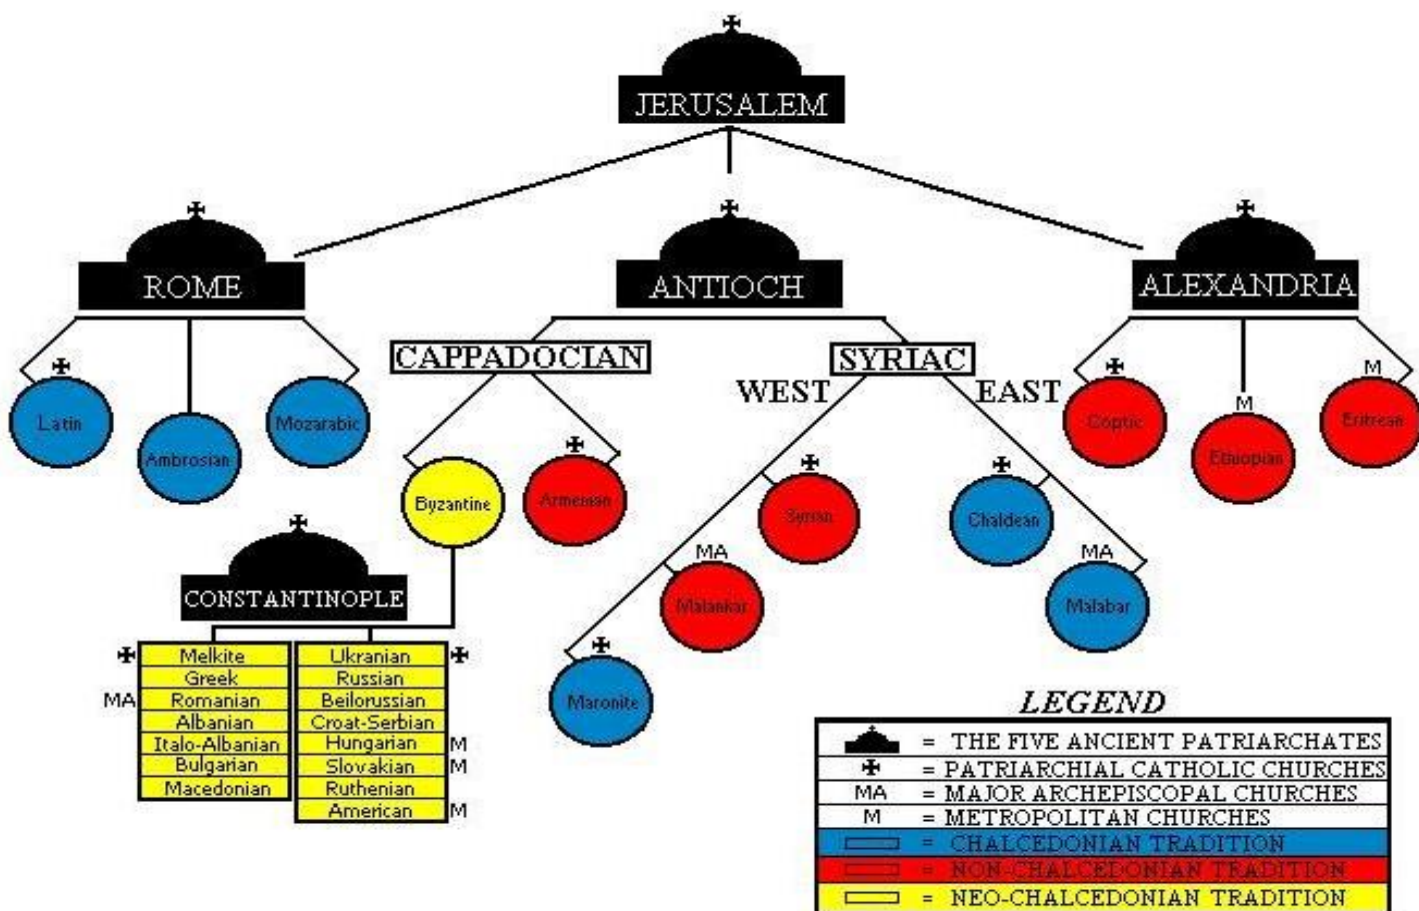 JERUSALEM
ROME
ANTIOCH
ALEXANDRIA
CAPPADOCIAN
SYRIAC
WEST
EAST
Latin
Ambrosian
Mozarabic
Byzantine
Armenian
Syrian
MA
Malankar
Maronite
Chaldean
MA
Malabar
Coptic
M
Ethiopian
M
Eritrean
CONSTANTINOPLE
Melkite
Greek
MA Romanian
Albanian
Italo-Albanian
Bulgarian
Macedonian
Ukranian
Russian
Beilorussian
Croat-Serbian
Hungarian M
Slovakian M
Ruthenian
American M
LEGEND
= THE FIVE ANCIENT PATRIARCHATES
= PATRIARCHIAL CATHOLIC CHURCHES
MA = MAJOR ARCHEPISCOPAL CHURCHES
M = METROPOLITAN CHURCHES
= CHALCEDONIAN TRADITION
= NON-CHALCEDONIAN TRADITION
= NEO-CHALCEDONIAN TRADITION